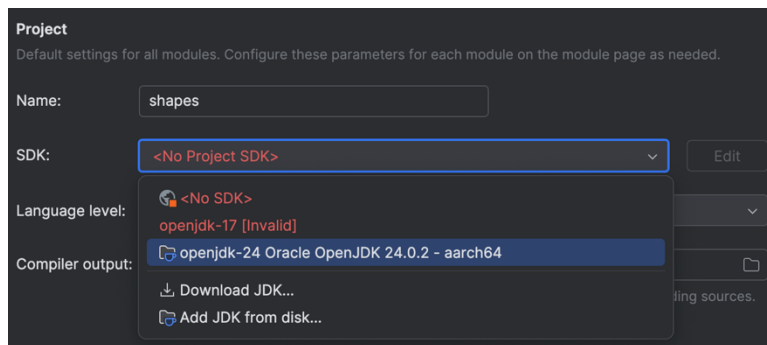 Project
Default settings for all modules. Configure these parameters for each module on the module page as needed.
Name: shapes
SDK: <No Project SDK> Edit
<No SDK>
Language level:
openjdk-17 [Invalid]
openjdk-24 Oracle OpenJDK 24.0.2 - aarch64
Compiler output:
Download JDK...
sources.
Add JDK from disk...